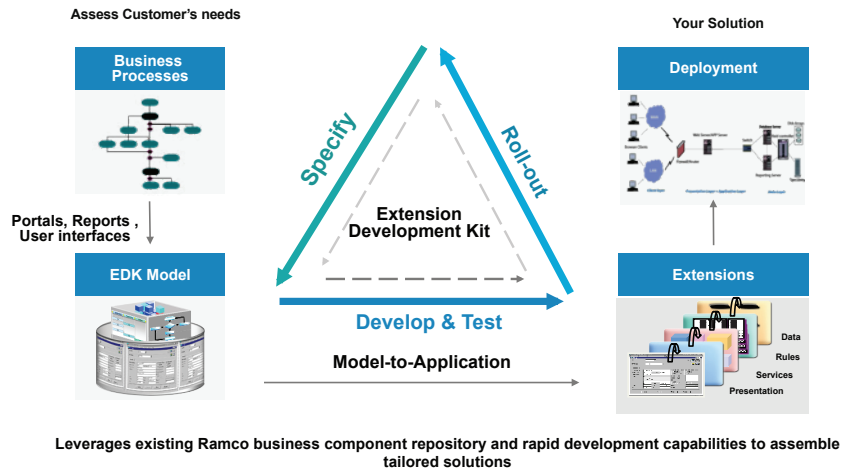 Assess Customer's needs
Your Solution
Business
Processes
Deployment
Specify
Roll-out
Portals, Reports ,
User interfaces
Extension
Development Kit
EDK Model
Extensions
Develop & Test
Model-to-Application
Data
Rules
Services
Presentation
Leverages existing Ramco business component repository and rapid development capabilities to assemble
tailored solutions